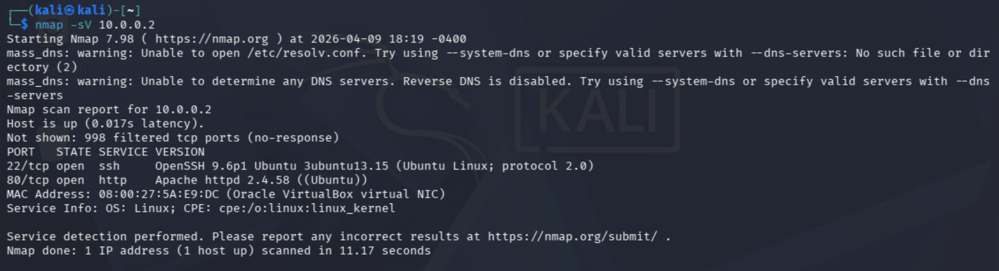 ┌──(kali㉿kali)-[~]
└─$ nmap -sV 10.0.0.2
Starting Nmap 7.98 ( https://nmap.org ) at 2026-04-09 18:19 -0400
mass_dns: warning: Unable to open /etc/resolv.conf. Try using --system-dns or specify valid servers with --dns-servers: No such file or dir
ectory (2)
mass_dns: warning: Unable to determine any DNS servers. Reverse DNS is disabled. Try using --system-dns or specify valid servers with --dns
-servers
Nmap scan report for 10.0.0.2
Host is up (0.017s latency).
Not shown: 998 filtered tcp ports (no-response)
PORT   STATE SERVICE VERSION
22/tcp open  ssh     OpenSSH 9.6p1 Ubuntu 3ubuntu13.15 (Ubuntu Linux; protocol 2.0)
80/tcp open  http    Apache httpd 2.4.58 ((Ubuntu))
MAC Address: 08:00:27:5A:E9:DC (Oracle VirtualBox virtual NIC)
Service Info: OS: Linux; CPE: cpe:/o:linux:linux_kernel
Service detection performed. Please report any incorrect results at https://nmap.org/submit/ .
Nmap done: 1 IP address (1 host up) scanned in 11.17 seconds
KALI